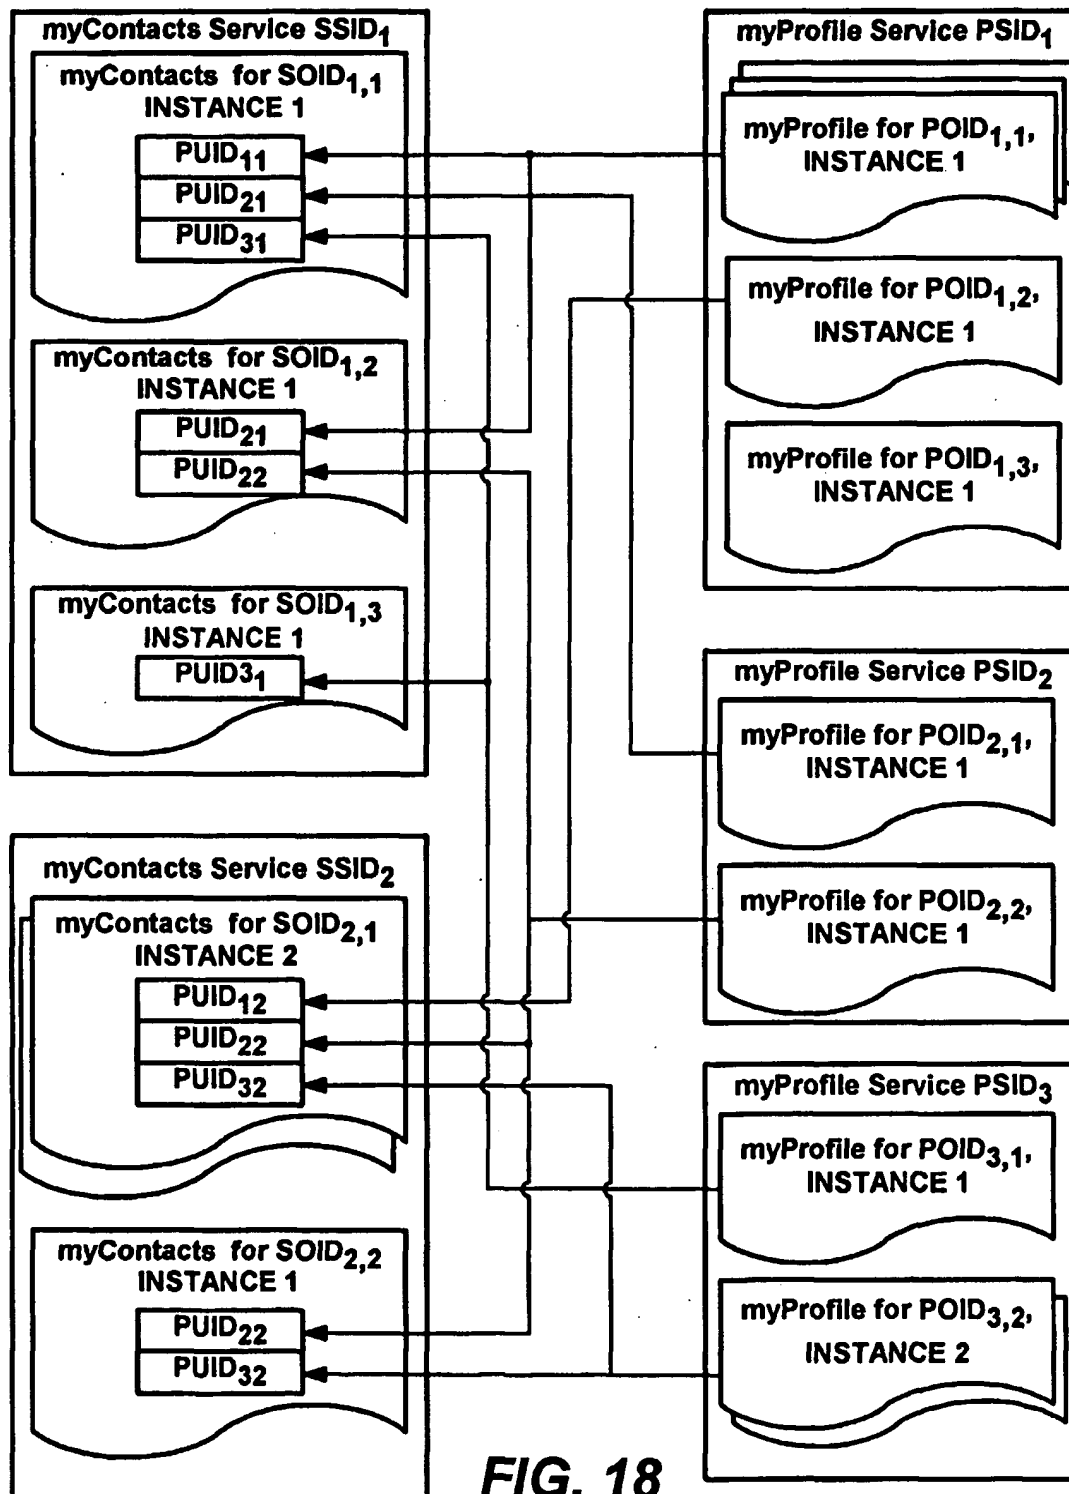 myContacts Service SSID1
myContacts for SOID1,1
INSTANCE 1
PUID11
PUID21
PUID31
myContacts for SOID1,2
INSTANCE 1
PUID21
PUID22
myContacts for SOID1,3
INSTANCE 1
PUID31
myContacts Service SSID2
myContacts for SOID2,1
INSTANCE 2
PUID12
PUID22
PUID32
myContacts for SOID2,2
INSTANCE 1
PUID22
PUID32
myProfile Service PSID1
myProfile for POID1,1,
INSTANCE 1
myProfile for POID1,2,
INSTANCE 1
myProfile for POID1,3,
INSTANCE 1
myProfile Service PSID2
myProfile for POID2,1,
INSTANCE 1
myProfile for POID2,2,
INSTANCE 1
myProfile Service PSID3
myProfile for POID3,1,
INSTANCE 1
myProfile for POID3,2,
INSTANCE 2
FIG. 18